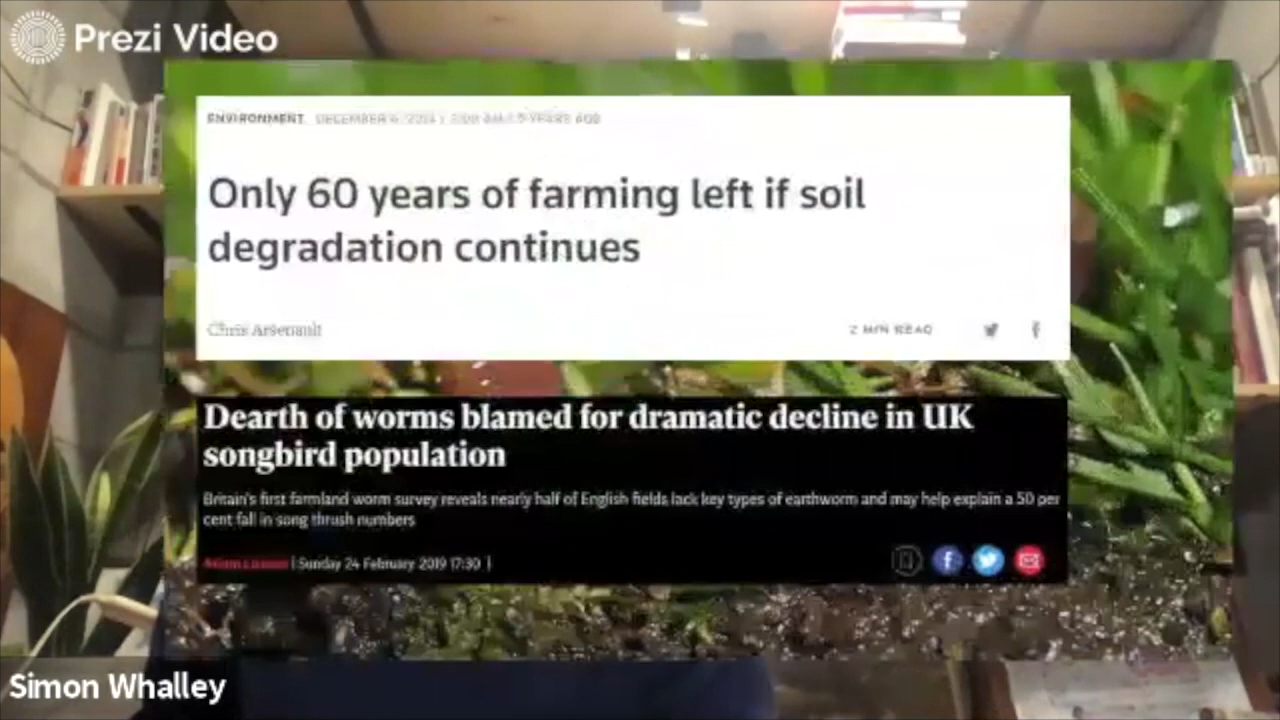 Prezi Video
ENVIRONMENT DECEMBER
Only 60 years of farming left if soil
degradation continues
Chris Arsenault
2 MIN READ
Dearth of worms blamed for dramatic decline in UK
songbird population
Britain's first farmland worm survey reveals nearly half of English fields lack key types of earthworm and may help explain a 50 per
cent fall in song thrush numbers
| Sunday 24 February 2019 17:30 |
Simon Whalley